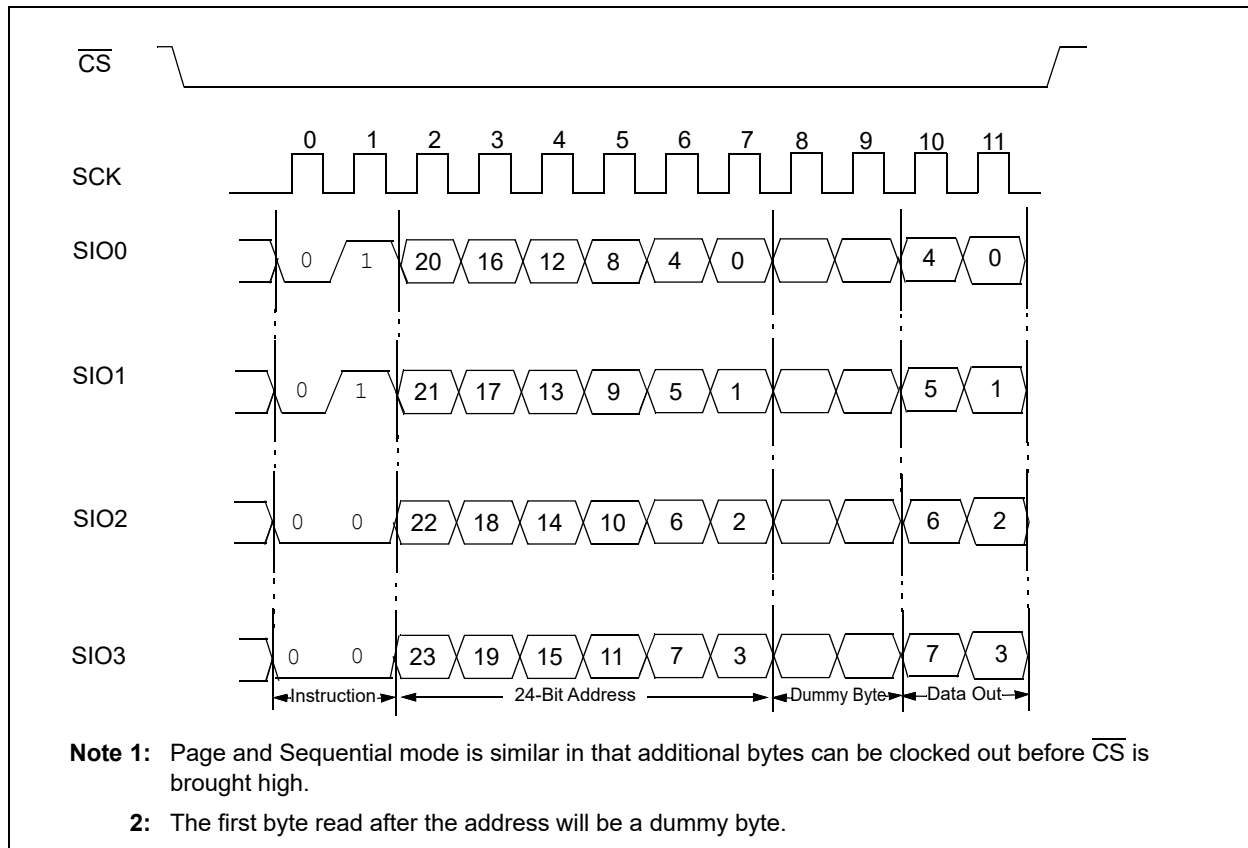 CS
0 1 2 3 4 5 6 7 8 9 10 11
SCK
SIO0 0 1 20 16 12 8 4 0 4 0
SIO1 0 1 21 17 13 9 5 1 5 1
SIO2 0 0 22 18 14 10 6 2 6 2
SIO3 0 0 23 19 15 11 7 3 7 3
Instruction 24-Bit Address Dummy Byte Data Out
Note 1: Page and Sequential mode is similar in that additional bytes can be clocked out before CS is
brought high.
2: The first byte read after the address will be a dummy byte.